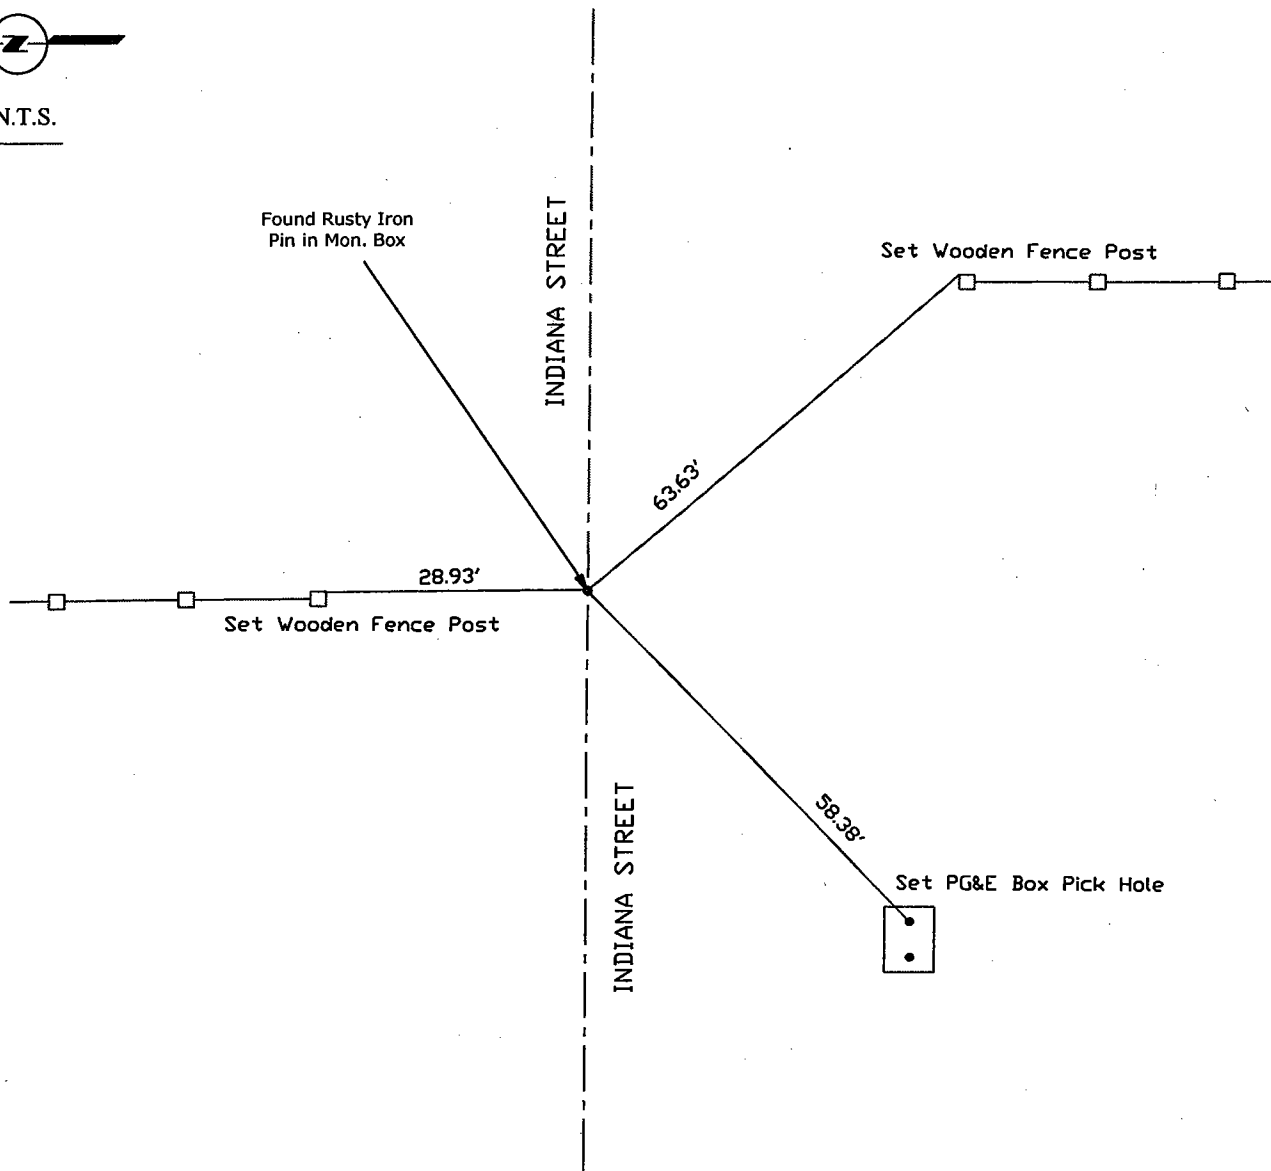 Z
N.T.S.
Found Rusty Iron
Pin in Mon. Box
INDIANA STREET
Set Wooden Fence Post
63.63'
28.93'
Set Wooden Fence Post
58.38'
INDIANA STREET
Set PG&E Box Pick Hole